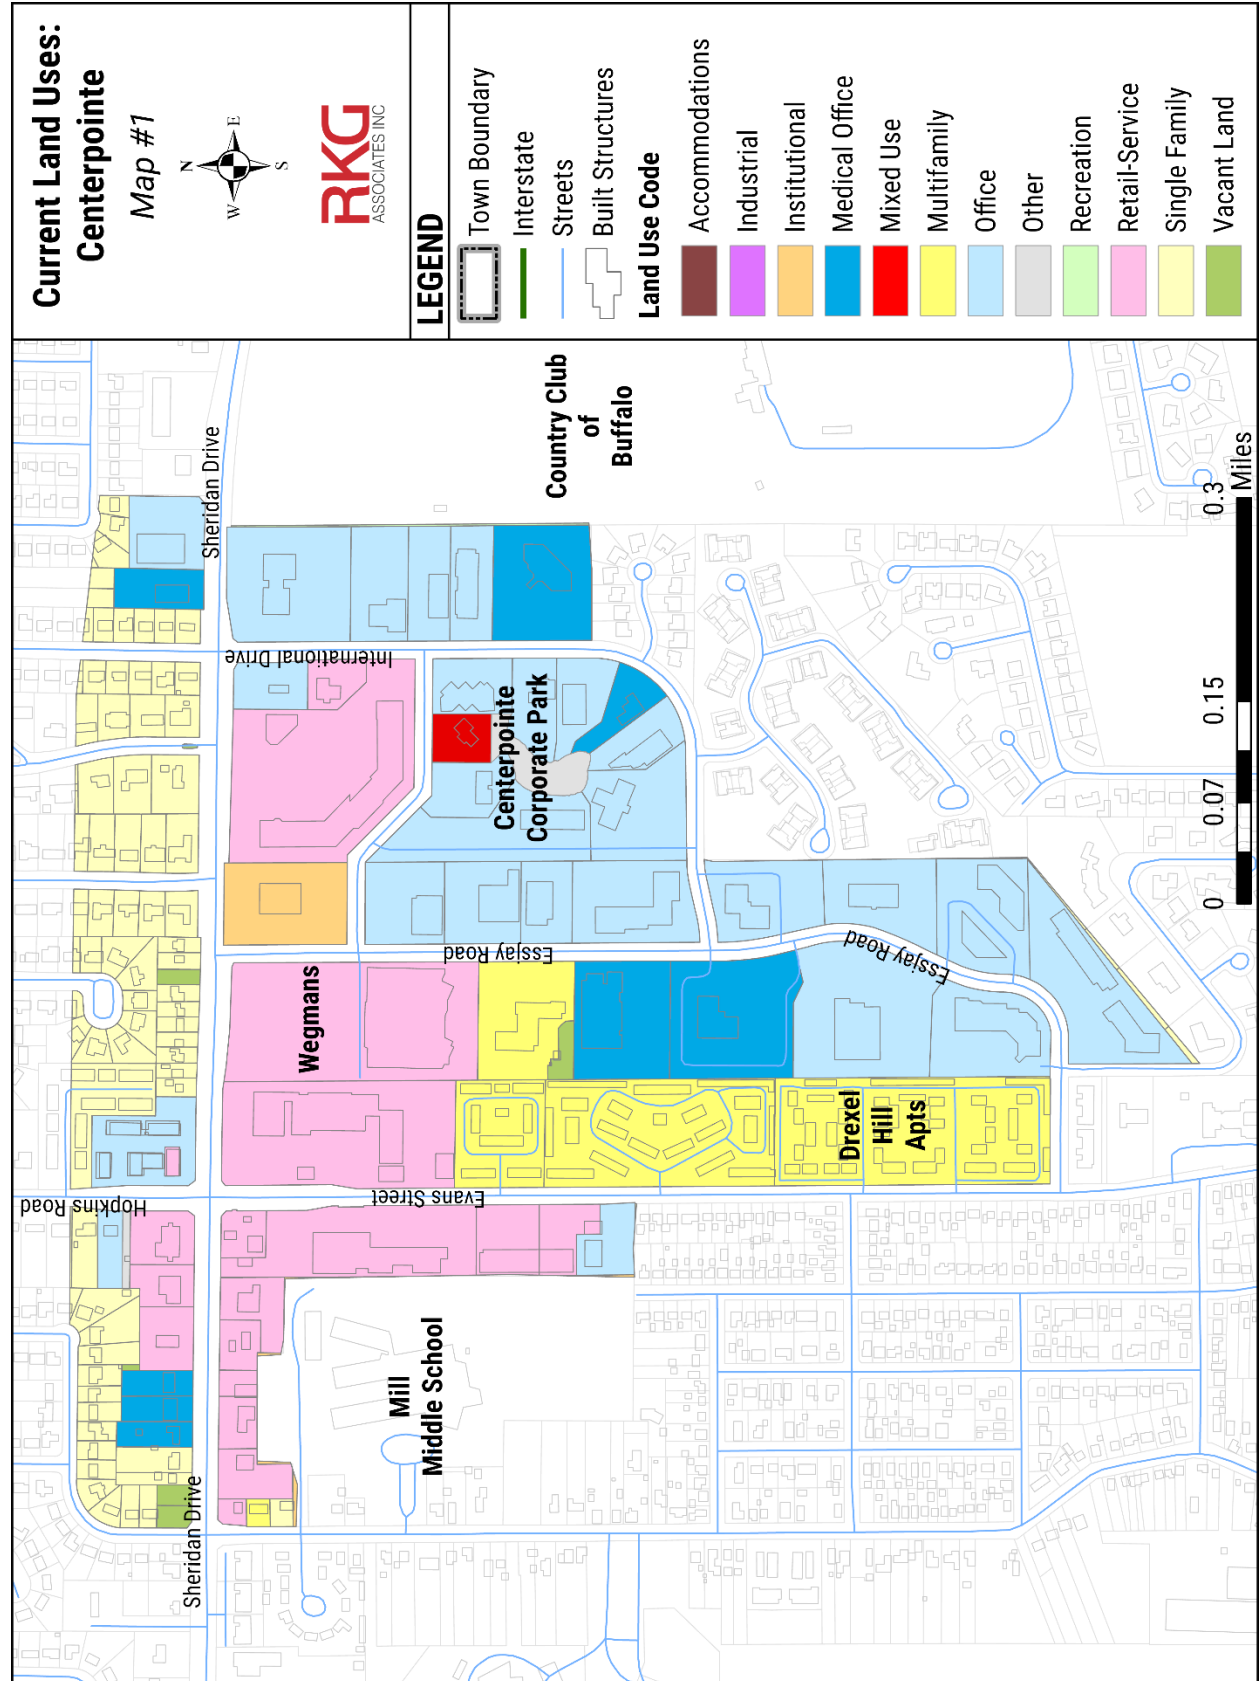 Current Land Uses:
Centerpointe
Map #1
N
W
E
S
RKG
ASSOCIATES INC
LEGEND
Town Boundary
Interstate
Streets
Built Structures
Land Use Code
Accommodations
Industrial
Institutional
Medical Office
Mixed Use
Multifamily
Office
Other
Recreation
Retail-Service
Single Family
Vacant Land
Sheridan Drive
Sheridan Drive
Hopkins Road
International Drive
Evans Street
Essjay Road
Essjay Road
Wegmans
Mill
Middle School
Centerpointe
Corporate Park
Drexel
Hill
Apts
Country Club
of
Buffalo
0
0.07
0.15
0.3
Miles